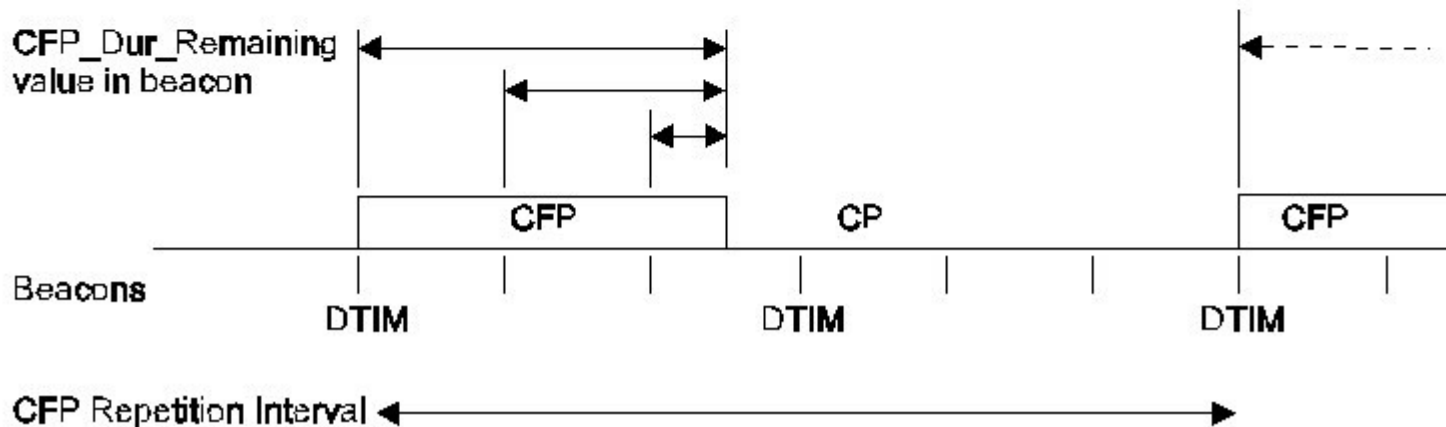 CFP_Dur_Remaining
value in beacon
CFP
CP
CFP
Beacons
DTIM
DTIM
DTIM
CFP Repetition Interval